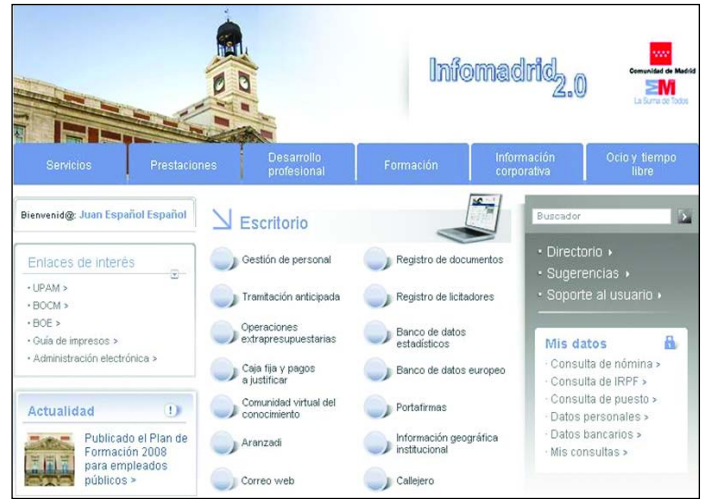 Infomadrid
2.0
Comunidad de Madrid
La Suma de Todos
Servicios
Prestaciones
Desarrollo
profesional
Formación
Información
corporativa
Ocio y tiempo
libre
Bienvenid@: Juan Español Español
Enlaces de interés
· UPAM >
· BOCM >
· BOE >
· Guía de impresos >
· Administración electrónica >
Actualidad
Publicado el Plan de
Formación 2008
para empleados
públicos >
Escritorio
Gestión de personal
Tramitación anticipada
Operaciones
extrapresupuestarias
Caja fija y pagos
a justificar
Comunidad virtual del
conocimiento
Aranzadi
Correo web
Registro de documentos
Registro de licitadores
Banco de datos
estadísticos
Banco de datos europeo
Portafirmas
Información geográfica
institucional
Callejero
Buscador
· Directorio
· Sugerencias
· Soporte al usuario
Mis datos
· Consulta de nómina >
· Consulta de IRPF >
· Consulta de puesto >
· Datos personales >
· Datos bancarios >
· Mis consultas >